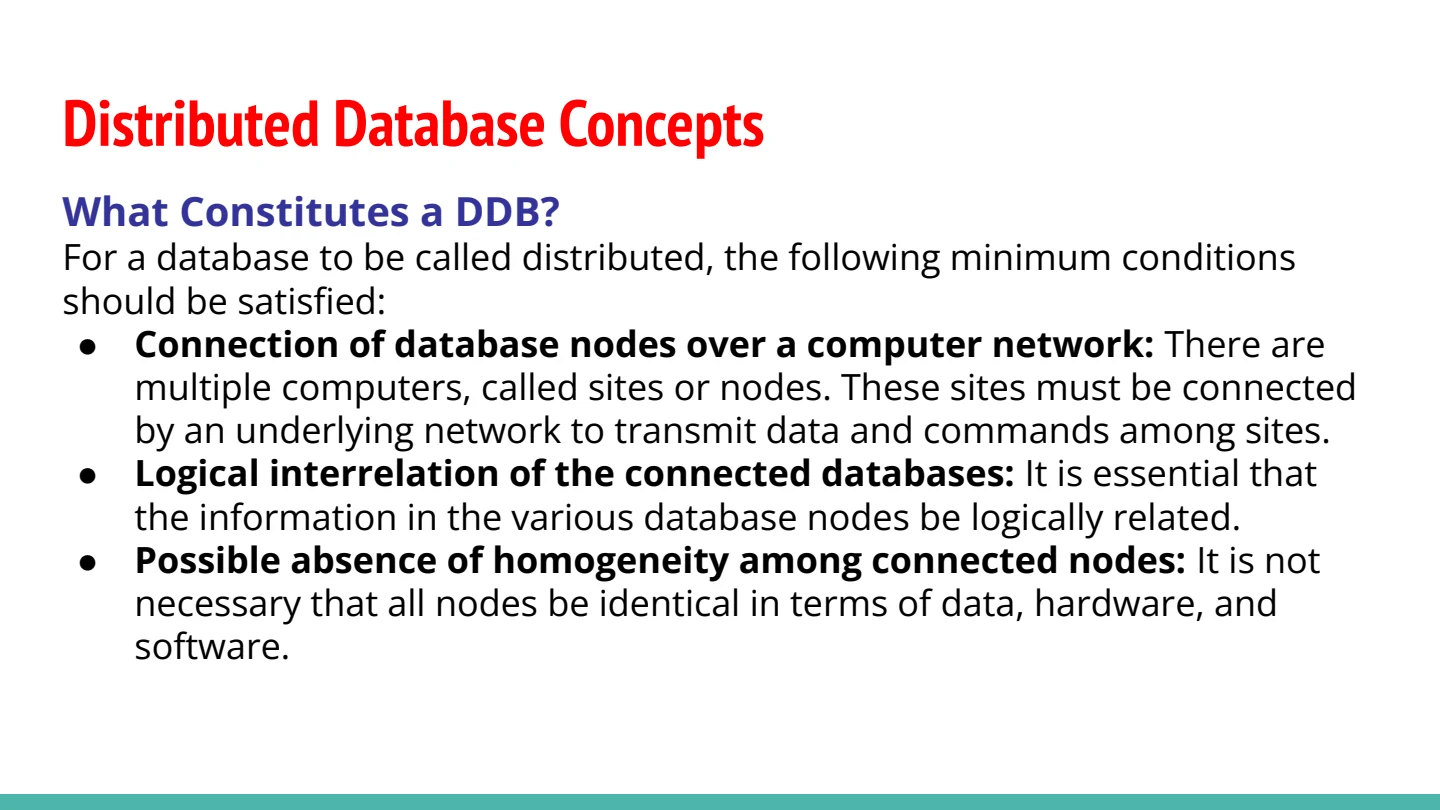 Distributed Database Concepts
What Constitutes a DDB?
For a database to be called distributed, the following minimum conditions
should be satisfied:
● Connection of database nodes over a computer network: There are
multiple computers, called sites or nodes. These sites must be connected
by an underlying network to transmit data and commands among sites.
● Logical interrelation of the connected databases: It is essential that
the information in the various database nodes be logically related.
● Possible absence of homogeneity among connected nodes: It is not
necessary that all nodes be identical in terms of data, hardware, and
software.